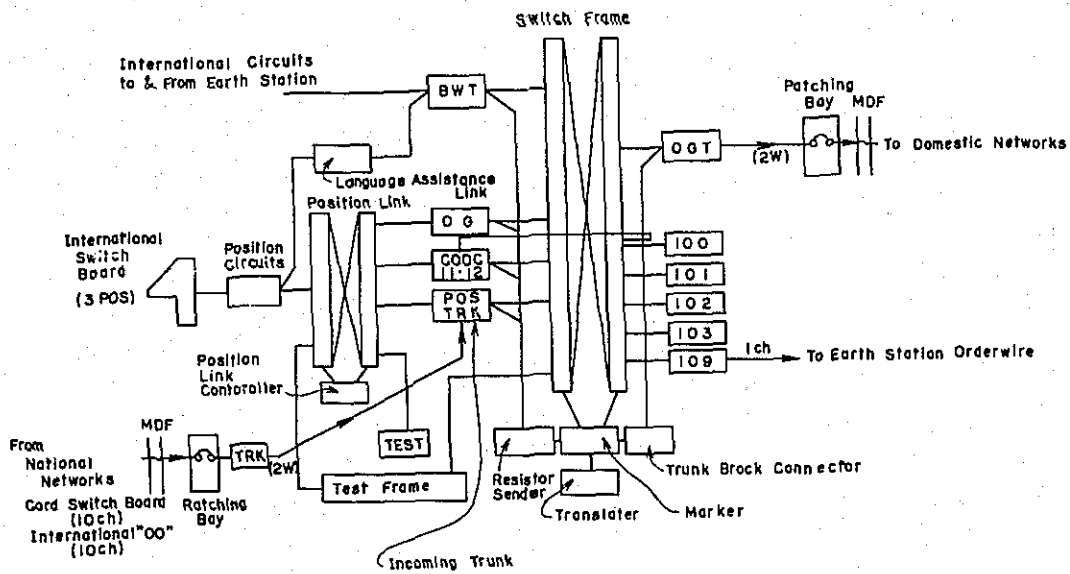 Switch Frame
International Circuits
to & From Earth Station
BWT
Patching
Bay
MDF
OGT
(2W)
To Domestic Networks
Language Assistance
Link
Position Link
International
Switch
Board
(3 POS)
Position
Circuits
OG
CODC
11·12
POS
TRK
100
101
102
103
109
1ch
To Earth Station Orderwire
Position
Link
Contoroller
MDF
From
National
Networks
Cord Switch Board
(10ch)
International "00"
(10ch)
Ratching
Bay
TRK
(2W)
TEST
Test Frame
Resistor
Sender
Translater
Marker
Trunk Brock Connector
Incoming Trunk